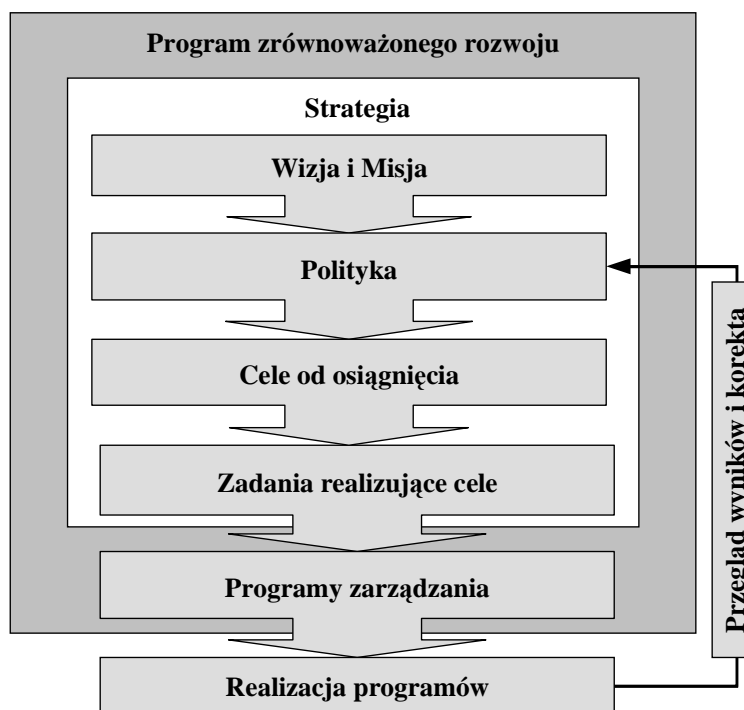 Program zrównoważonego rozwoju
Strategia
Wizja i Misja
Polityka
Cele od osiągnięcia
Zadania realizujące cele
Programy zarządzania
Realizacja programów
Przegląd wyników i korekta